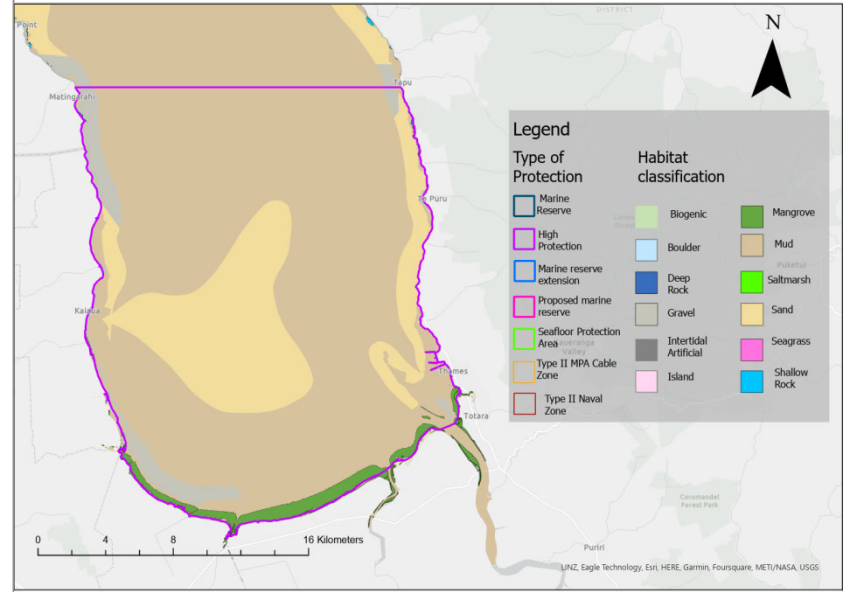 Point
DISTRICT
N
Matingarahi
Tapu
Te Puru
Kaiaua
Thames
Totara
Puriri
Coromandel
Forest Park
Legend
Type of
Protection
Marine
Reserve
High
Protection
Marine reserve
extension
Proposed marine
reserve
Seafloor Protection
Area
Type II MPA Cable
Zone
Type II Naval
Zone
Habitat
classification
Biogenic
Boulder
Deep
Rock
Gravel
Intertidal
Artificial
Island
Mangrove
Mud
Saltmarsh
Sand
Seagrass
Shallow
Rock
Valley
0 4 8 16 Kilometers
LINZ, Eagle Technology, Esri, HERE, Garmin, Foursquare, METI/NASA, USGS